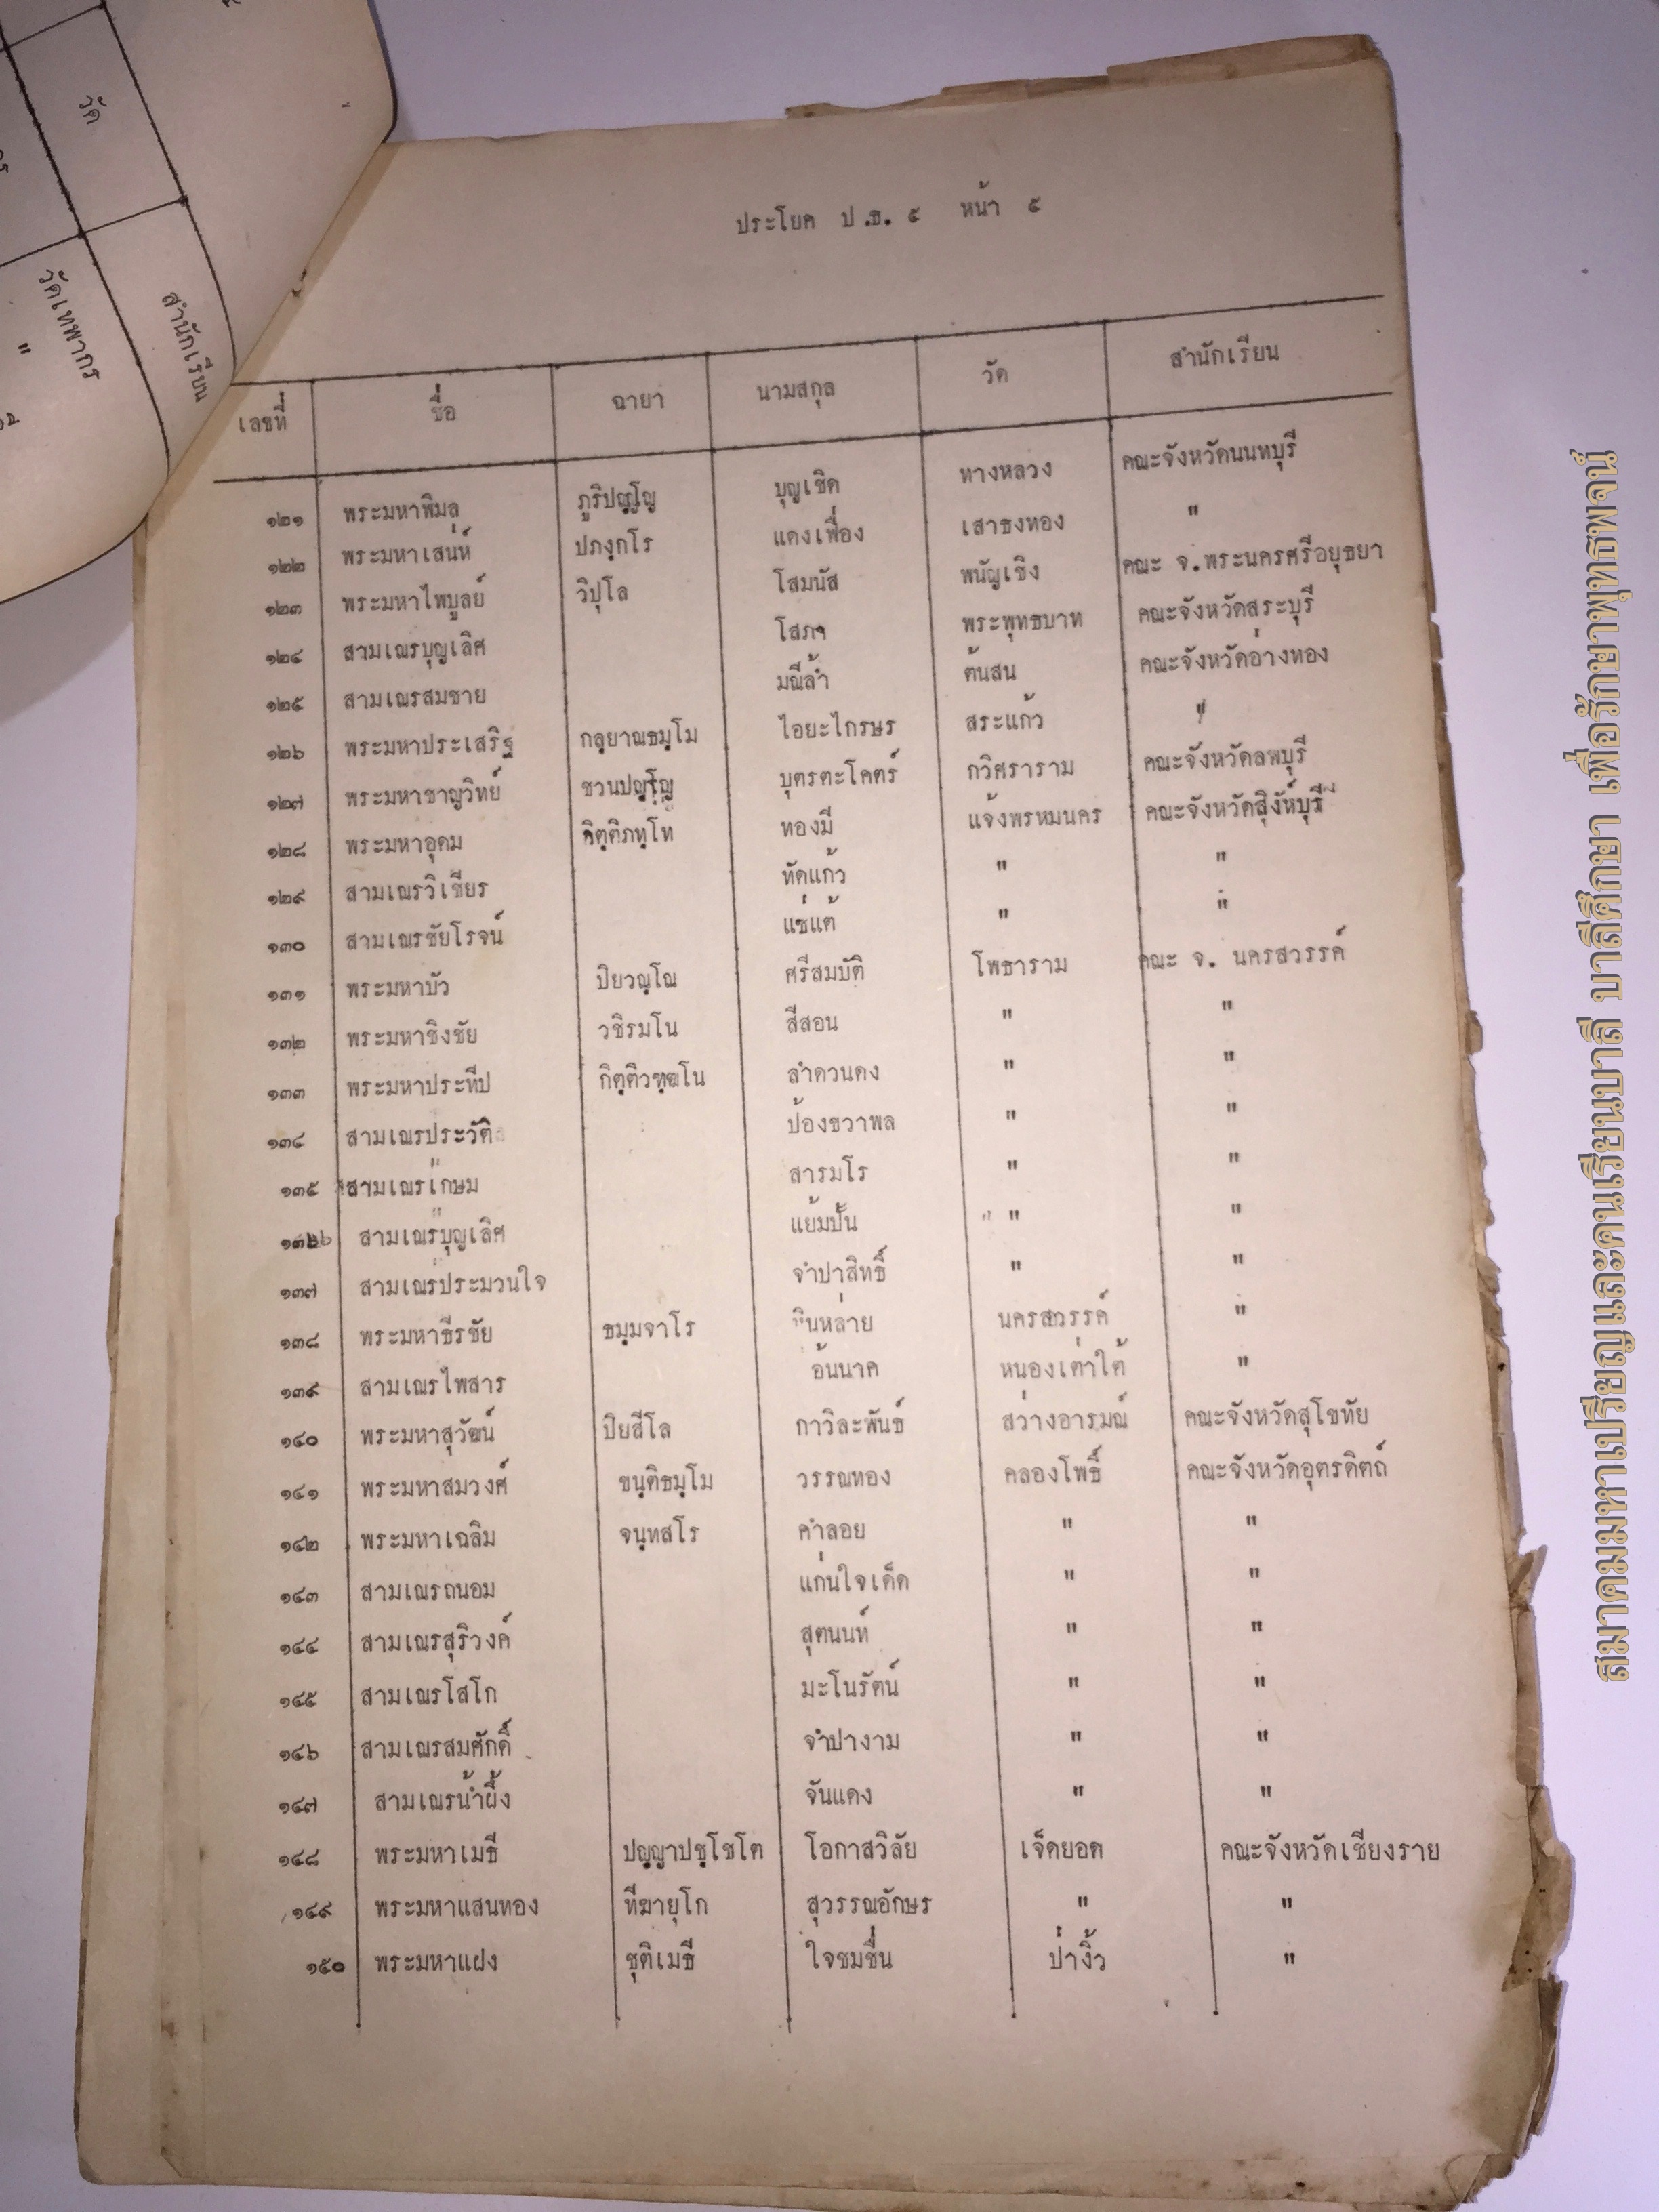 วัด
สำนักเรียน
วัดเทพากร
"
ประโยค ป.ธ. ๕ หน้า ๕
เลขที่ ชื่อ ฉายา นามสกุล วัด สำนักเรียน
๑๒๑ พระมหาพิมล ภูริปญฺโญ บุญเชิด ทางหลวง คณะจังหวัดนนทบุรี
๑๒๒ พระมหาเสน่ห์ ปภงฺกโร แดงเฟื่อง เสาธงทอง "
๑๒๓ พระมหาไพบูลย์ วิปุโล โสมนัส พนัญเชิง คณะ จ.พระนครศรีอยุธยา
๑๒๔ สามเณรบุญเลิศ โสภา พระพุทธบาท คณะจังหวัดสระบุรี
๑๒๕ สามเณรสมชาย มณีล้ำ ต้นสน คณะจังหวัดอ่างทอง
๑๒๖ พระมหาประเสริฐ กลฺยาณธมฺโม ไอยะไกรษร สระแก้ว "
๑๒๗ พระมหาชาญวิทย์ ชวนปญฺโญ บุตรตะโคตร์ กวิศราราม คณะจังหวัดลพบุรี
๑๒๘ พระมหาอุดม กิตฺติภทฺโท ทองมี แจ้งพรหมนคร คณะจังหวัดสิงห์บุรี
๑๒๙ สามเณรวิเชียร ทัดแก้ว " "
๑๓๐ สามเณรชัยโรจน์ แซ่แต้ " "
๑๓๑ พระมหาบัว ปิยวณฺโณ ศรีสมบัติ โพธาราม คณะ จ. นครสวรรค์
๑๓๒ พระมหาชิงชัย วชิรมโน สีสอน " "
๑๓๓ พระมหาประทีป กิตฺติวฑฺฒโน ลำดวนดง " "
๑๓๔ สามเณรประวัติ ป้องขวาพล " "
๑๓๕ สามเณรเกษม สารมโร " "
๑๓๖ สามเณรบุญเลิศ แย้มปั้น " "
๑๓๗ สามเณรประมวนใจ จำปาสิทธิ์ " "
๑๓๘ พระมหาธีรชัย ธมฺมจาโร หินหล่าย นครสวรรค์ "
๑๓๙ สามเณรไพสาร อ้นนาค หนองเต่าใต้ "
๑๔๐ พระมหาสุวัฒน์ ปิยสีโล กาวิละพันธ์ สว่างอารมณ์ คณะจังหวัดสุโขทัย
๑๔๑ พระมหาสมวงศ์ ขนฺติธมฺโม วรรณทอง คลองโพธิ์ คณะจังหวัดอุตรดิตถ์
๑๔๒ พระมหาเฉลิม จนฺทสโร คำลอย " "
๑๔๓ สามเณรถนอม แก่นใจเด็ด " "
๑๔๔ สามเณรสุริวงค์ สุตนนท์ " "
๑๔๕ สามเณรโสโก มะโนรัตน์ " "
๑๔๖ สามเณรสมศักดิ์ จำปางาม " "
๑๔๗ สามเณรน้ำผึ้ง จันแดง " "
๑๔๘ พระมหาเมธี ปญฺญาปชฺโชโต โอกาสวิลัย เจ็ดยอด คณะจังหวัดเชียงราย
๑๔๙ พระมหาแสนทอง ทีฆายุโก สุวรรณอักษร " "
๑๕๐ พระมหาแฝง ชุติเมธี ใจชมชื่น ป่างิ้ว "
สมาคมมหาเปรียญและคนเรียนบาลี บาลีศึกษา เพื่อรักษาพุทธพจน์